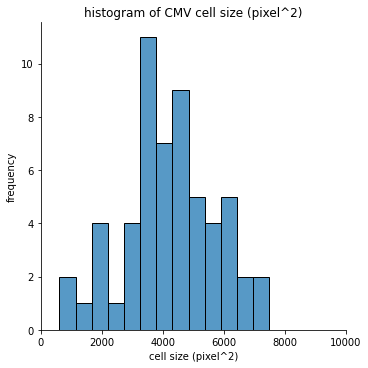 histogram of CMV cell size (pixel^2)
10
8
6
4
2
0
frequency
0 2000 4000 6000 8000 10000
cell size (pixel^2)